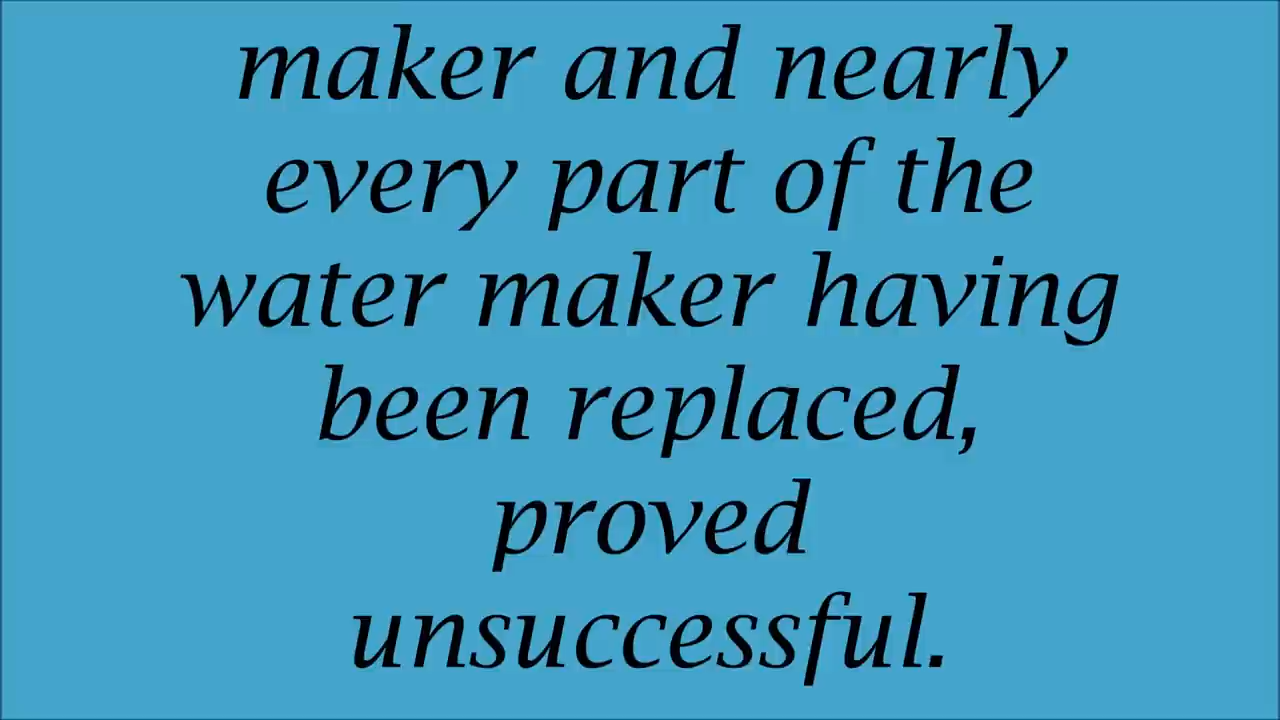 maker and nearly
every part of the
water maker having
been replaced,
proved
unsuccessful.